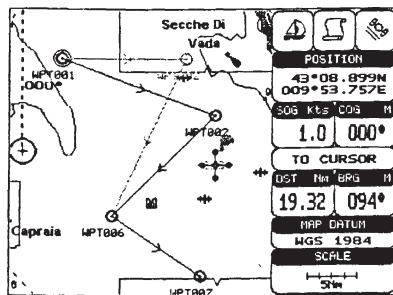 Secche Di
Vada
WPT001
000°
WPT002
WPT006
Capraia
WPT007
POSITION
43°08.899N
009°53.757E
SOG Kts COG M
1.0 000°
TO CURSOR
DST Nm BRG M
19.32 094°
MAP DATUM
WGS 1984
SCALE
5Nm